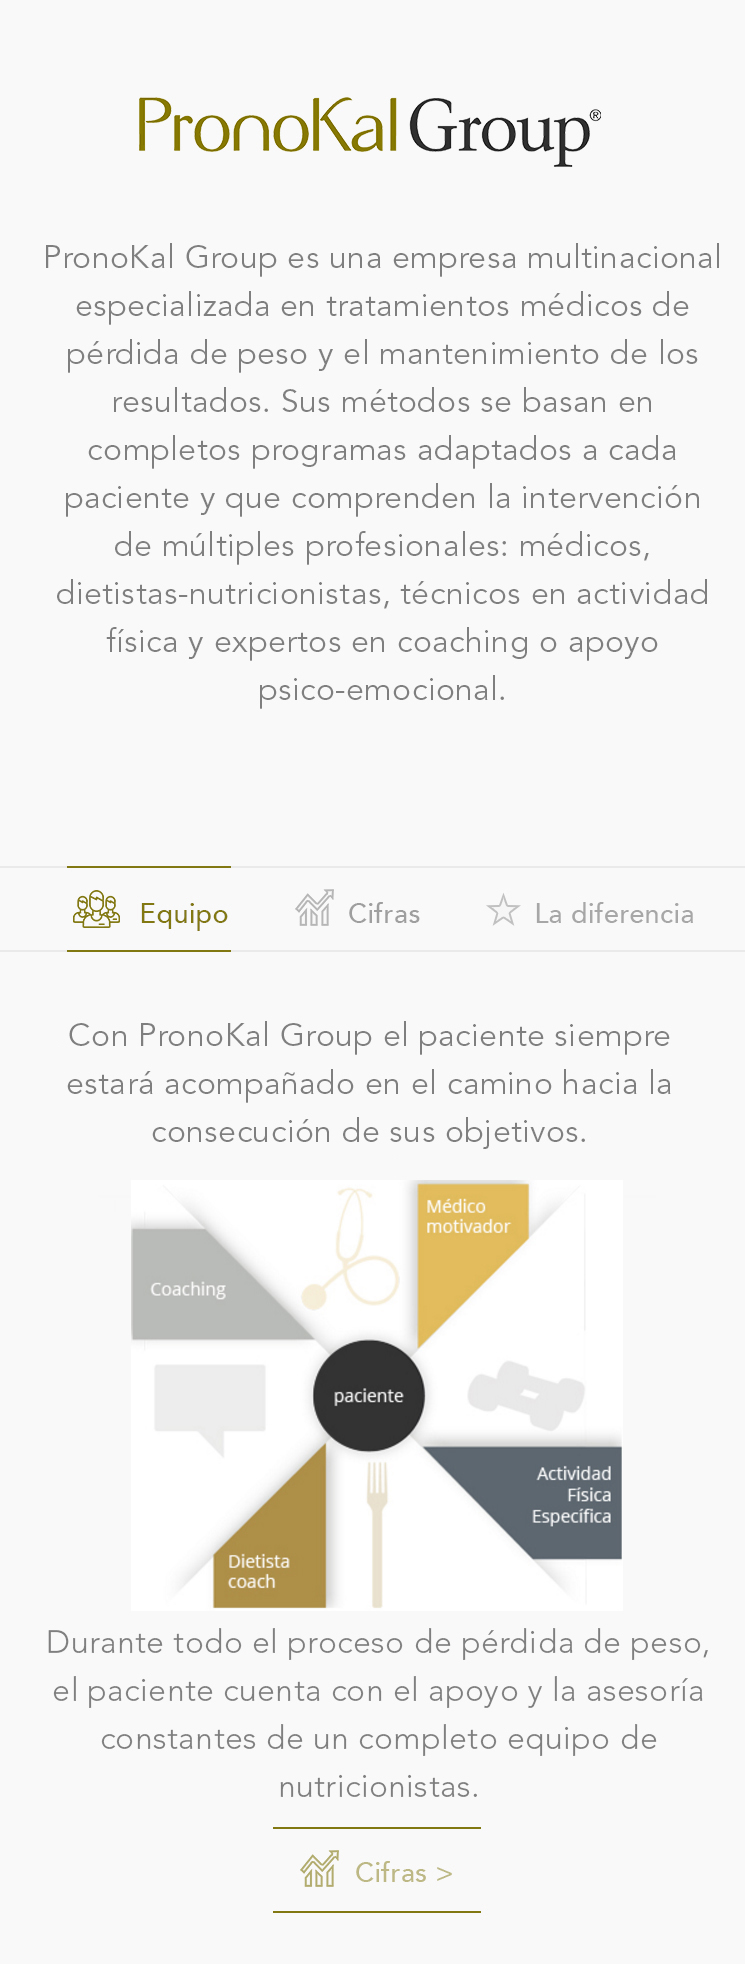 PronoKal Group®
PronoKal Group es una empresa multinacional
especializada en tratamientos médicos de
pérdida de peso y el mantenimiento de los
resultados. Sus métodos se basan en
completos programas adaptados a cada
paciente y que comprenden la intervención
de múltiples profesionales: médicos,
dietistas-nutricionistas, técnicos en actividad
física y expertos en coaching o apoyo
psico-emocional.
Equipo
Cifras
La diferencia
Con PronoKal Group el paciente siempre
estará acompañado en el camino hacia la
consecución de sus objetivos.
Médico
motivador
Coaching
paciente
Actividad
Física
Específica
Dietista
coach
Durante todo el proceso de pérdida de peso,
el paciente cuenta con el apoyo y la asesoría
constantes de un completo equipo de
nutricionistas.
Cifras >